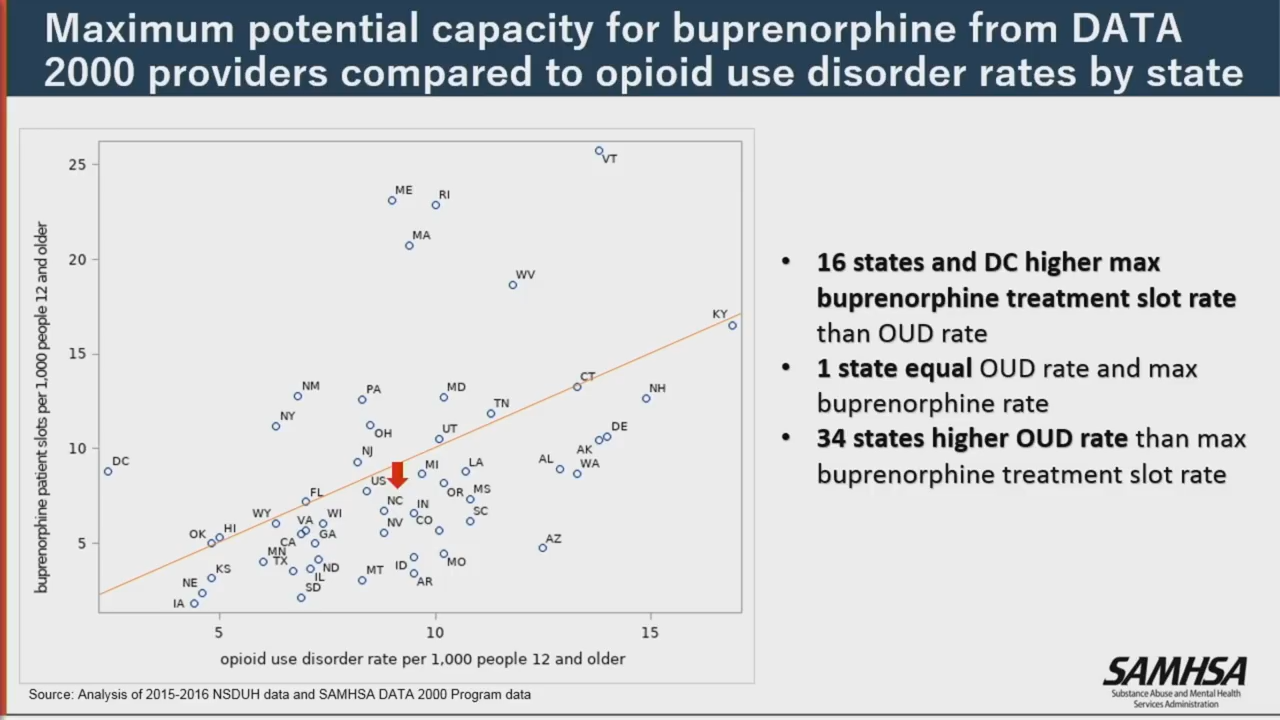 Maximum potential capacity for buprenorphine from DATA
2000 providers compared to opioid use disorder rates by state
25
20
15
10
5
5
10
15
buprenorphine patient slots per 1,000 people 12 and older
opioid use disorder rate per 1,000 people 12 and older
VT
ME
RI
MA
WV
KY
CT
NM
PA
MD
NH
TN
NY
OH
UT
DE
NJ
AK
DC
MI
LA
AL
WA
US
OR
MS
FL
NC
IN
SC
WY
VA
WI
NV
CO
OK
HI
CA
GA
AZ
MN
TX
ND
ID
MO
KS
IL
MT
AR
NE
SD
IA
• 16 states and DC higher max
buprenorphine treatment slot rate
than OUD rate
• 1 state equal OUD rate and max
buprenorphine rate
• 34 states higher OUD rate than max
buprenorphine treatment slot rate
Source: Analysis of 2015-2016 NSDUH data and SAMHSA DATA 2000 Program data
SAMHSA
Substance Abuse and Mental Health
Services Administration